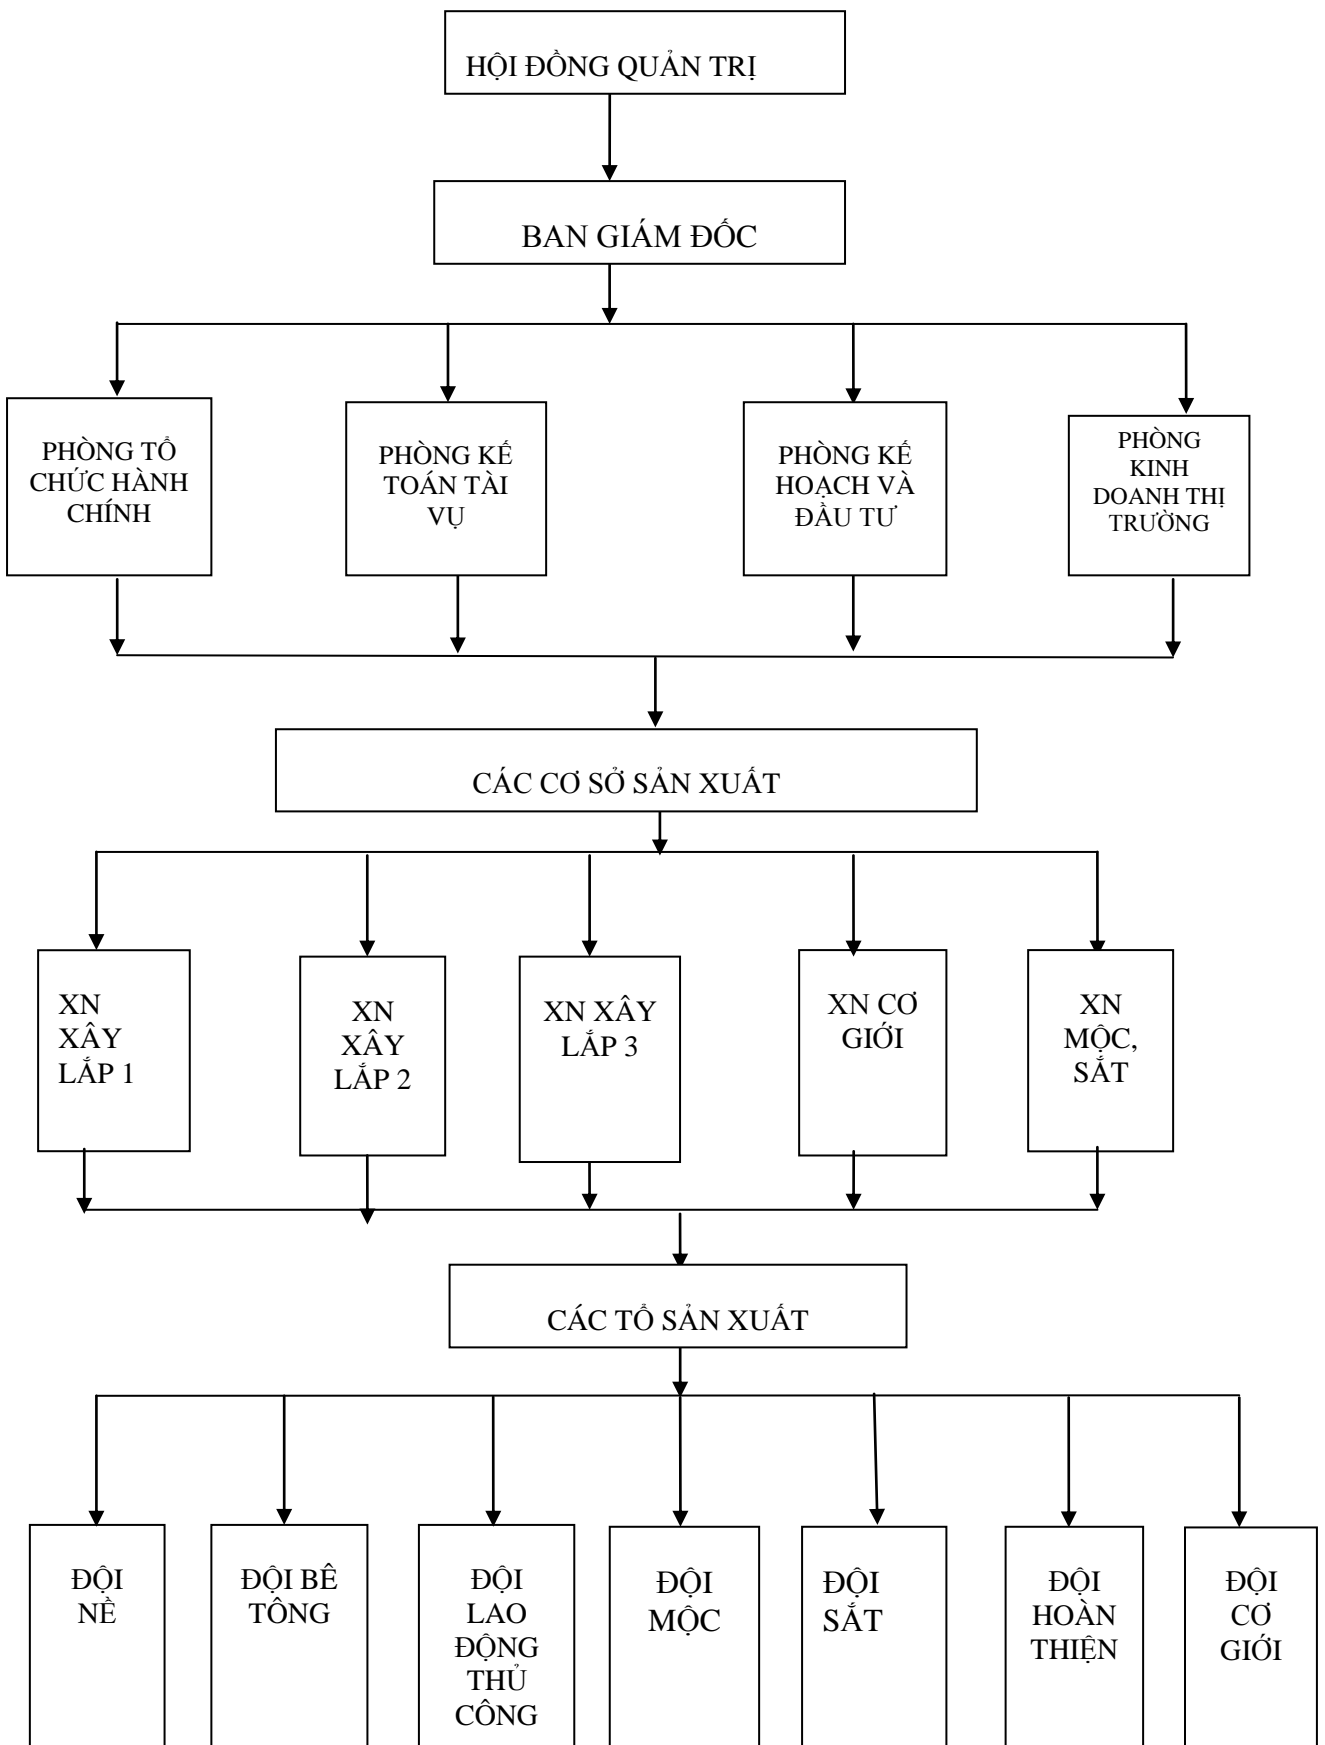 HỘI ĐỒNG QUẢN TRỊ
BAN GIÁM ĐỐC
PHÒNG TỔ
CHỨC HÀNH
CHÍNH
PHÒNG KẾ
TOÁN TÀI
VỤ
PHÒNG KẾ
HOẠCH VÀ
ĐẦU TƯ
PHÒNG
KINH
DOANH THỊ
TRƯỜNG
CÁC CƠ SỞ SẢN XUẤT
XN
XÂY
LẮP 1
XN
XÂY
LẮP 2
XN XÂY
LẮP 3
XN CƠ
GIỚI
XN
MỘC,
SẮT
CÁC TỔ SẢN XUẤT
ĐỘI
NỀ
ĐỘI BÊ
TÔNG
ĐỘI
LAO
ĐỘNG
THỦ
CÔNG
ĐỘI
MỘC
ĐỘI
SẮT
ĐỘI
HOÀN
THIỆN
ĐỘI
CƠ
GIỚI